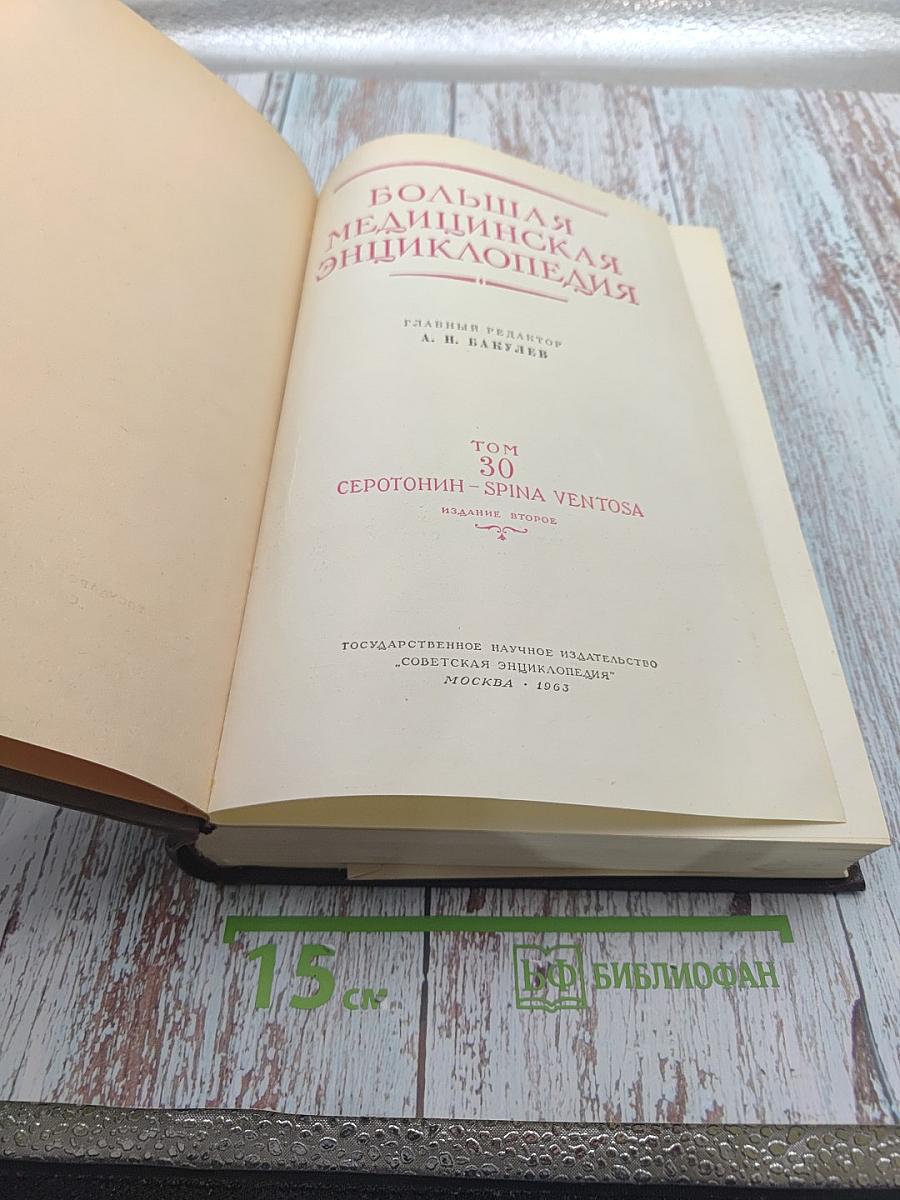 БОЛЬШАЯ
МЕДИЦИНСКАЯ
ЭНЦИКЛОПЕДИЯ
ГЛАВНЫЙ РЕДАКТОР
А. Н. БАКУЛЕВ
ТОМ
30
СЕРОТОНИН – SPINA VENTOSA
ИЗДАНИЕ ВТОРОЕ
ГОСУДАРСТВЕННОЕ НАУЧНОЕ ИЗДАТЕЛЬСТВО
„СОВЕТСКАЯ ЭНЦИКЛОПЕДИЯ"
МОСКВА · 1963
15 см
БФ БИБЛИОФАН